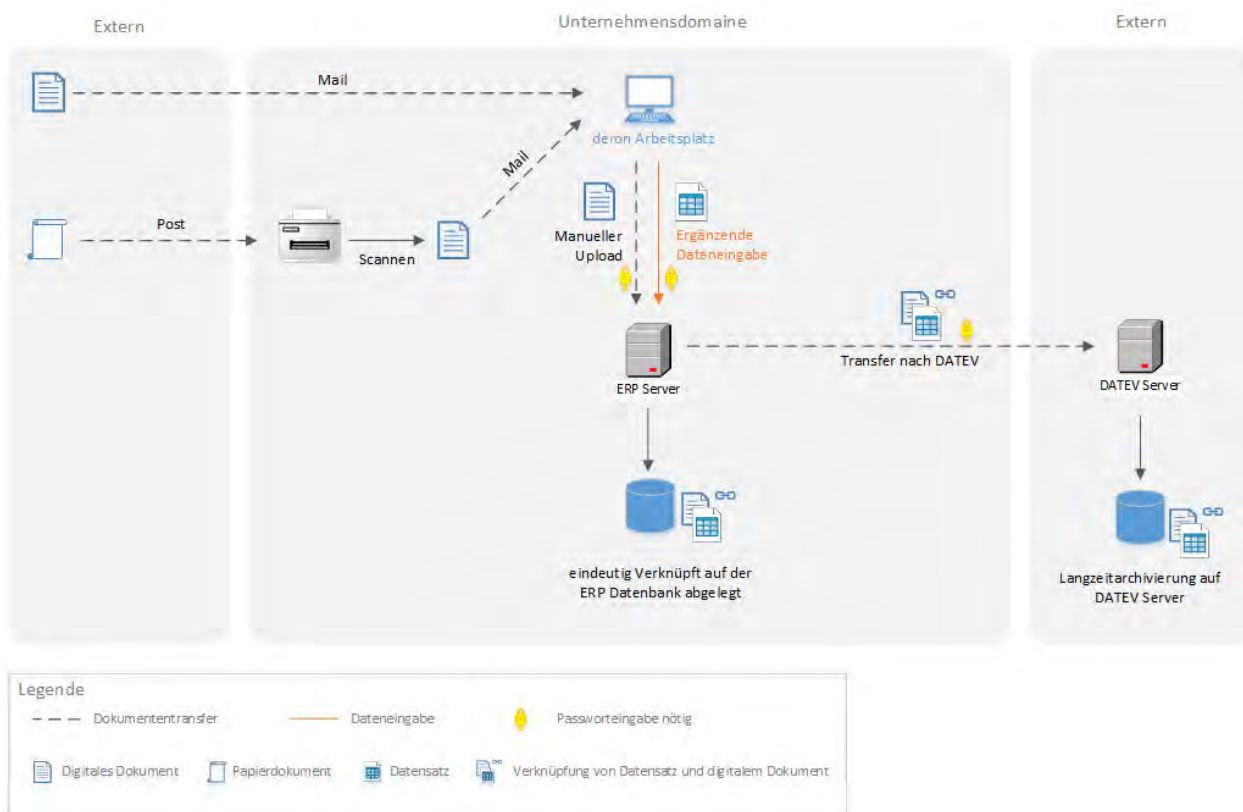 Extern
Unternehmensdomaine
Extern
Mail
deron Arbeitsplatz
Mail
Post
Scannen
Manueller
Upload
Ergänzende
Dateneingabe
ERP Server
Transfer nach DATEV
DATEV Server
eindeutig Verknüpft auf der
ERP Datenbank abgelegt
Langzeitarchivierung auf
DATEV Server
Legende
Dokumententransfer
Dateneingabe
Passworteingabe nötig
Digitales Dokument
Papierdokument
Datensatz
Verknüpfung von Datensatz und digitalem Dokument